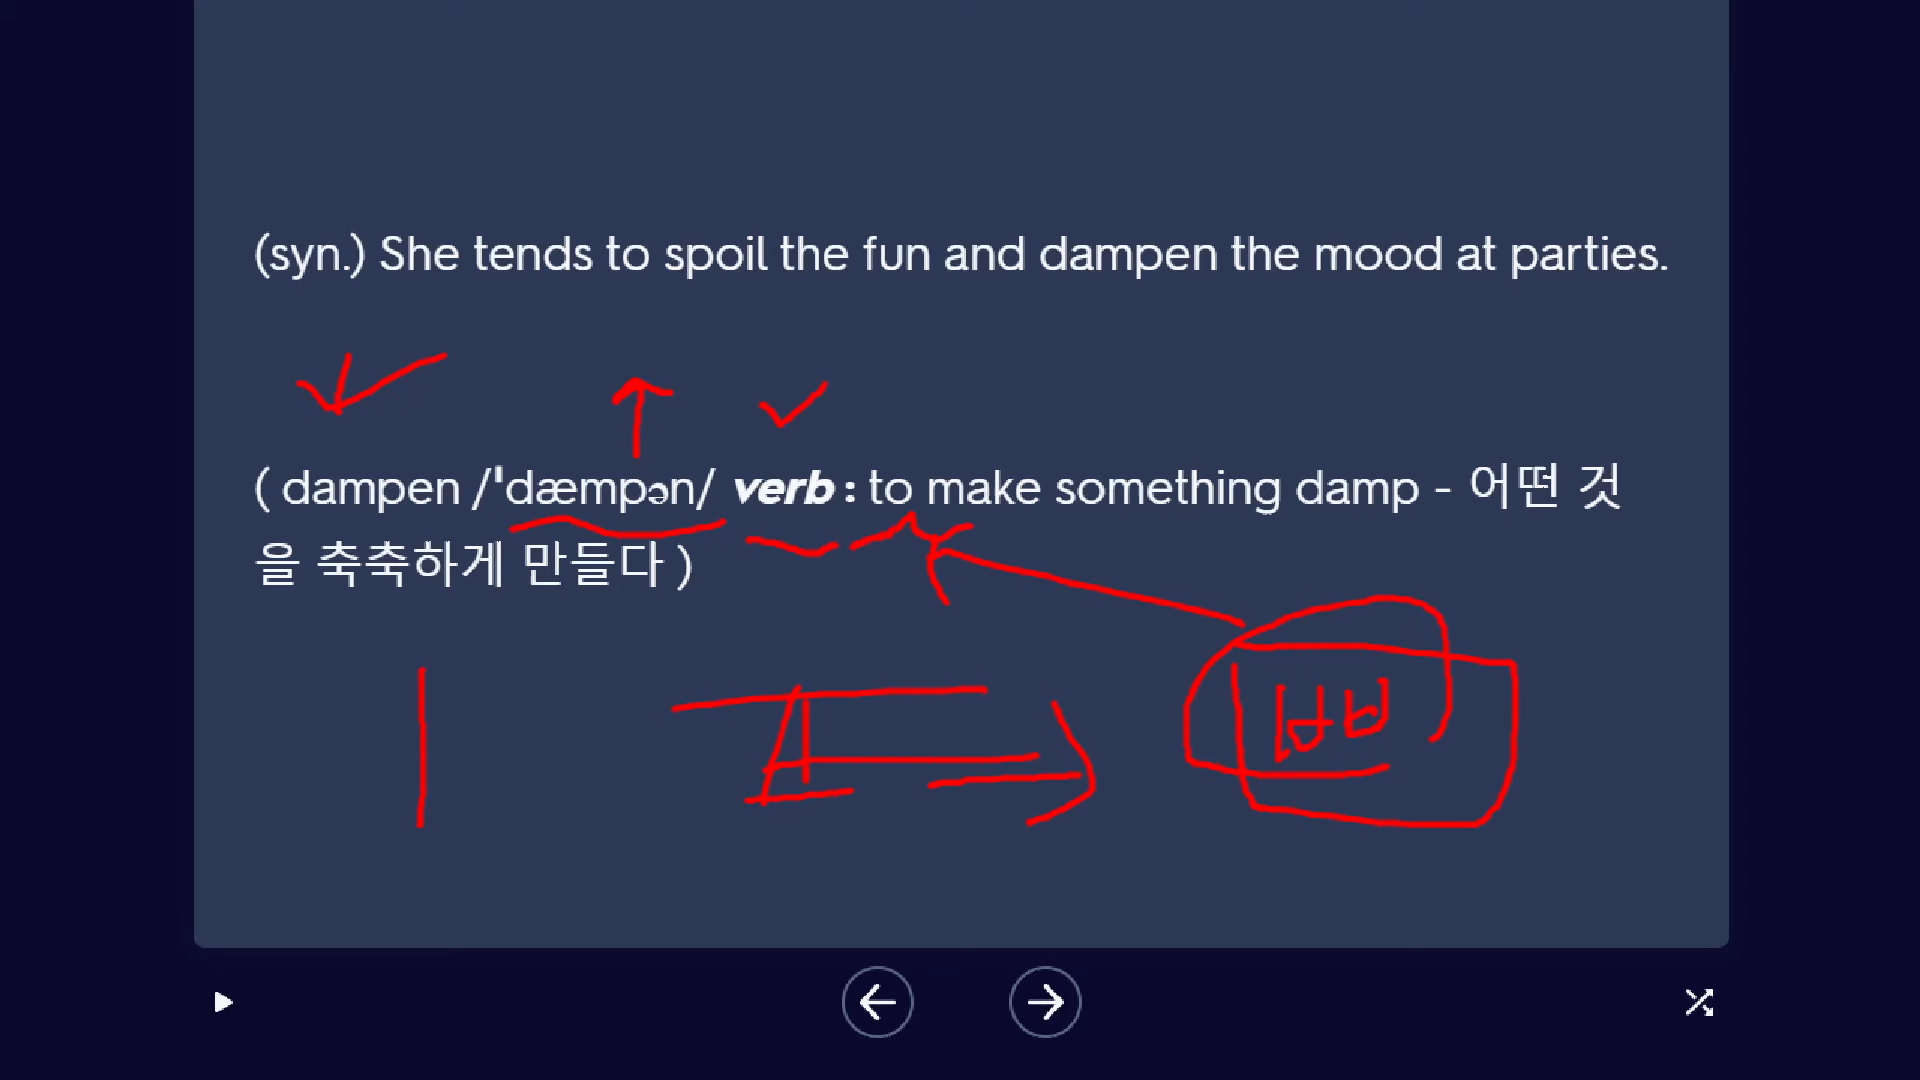 (syn.) She tends to spoil the fun and dampen the mood at parties.
( dampen /ˈdæmpən/ verb : to make something damp - 어떤 것
을 축축하게 만들다 )